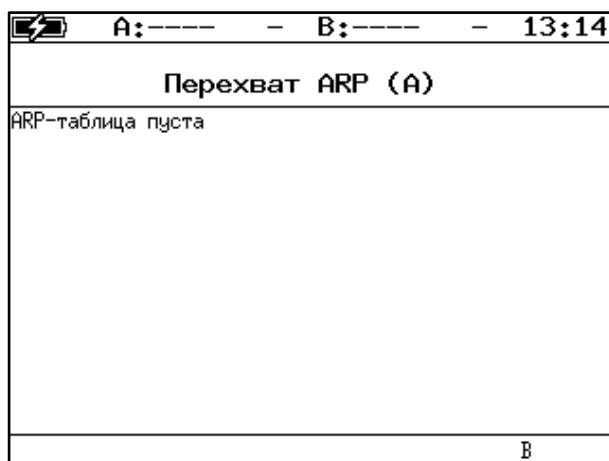 A:---- - B:---- - 13:14
Перехват ARP (A)
ARP-таблица пуста
B